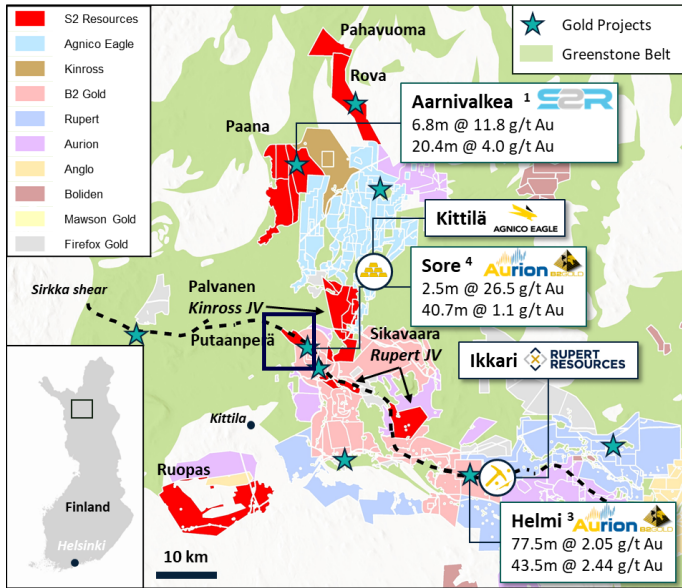 S2 Resources
Agnico Eagle
Kinross
B2 Gold
Rupert
Aurion
Anglo
Boliden
Mawson Gold
Firefox Gold
Gold Projects
Greenstone Belt
Pahavuoma
Rova
Paana
Aarnivalkea 1 S2R
6.8m @ 11.8 g/t Au
20.4m @ 4.0 g/t Au
Kittilä AGNICO EAGLE
Sore 4 Aurion B2GOLD
2.5m @ 26.5 g/t Au
40.7m @ 1.1 g/t Au
Sirkka shear
Palvanen
Kinross JV
Putaanperä
Sikavaara
Rupert JV
Ikkari RUPERT
RESOURCES
Kittila
Ruopas
Finland
Helsinki
10 km
Helmi 3 Aurion B2GOLD
77.5m @ 2.05 g/t Au
43.5m @ 2.44 g/t Au